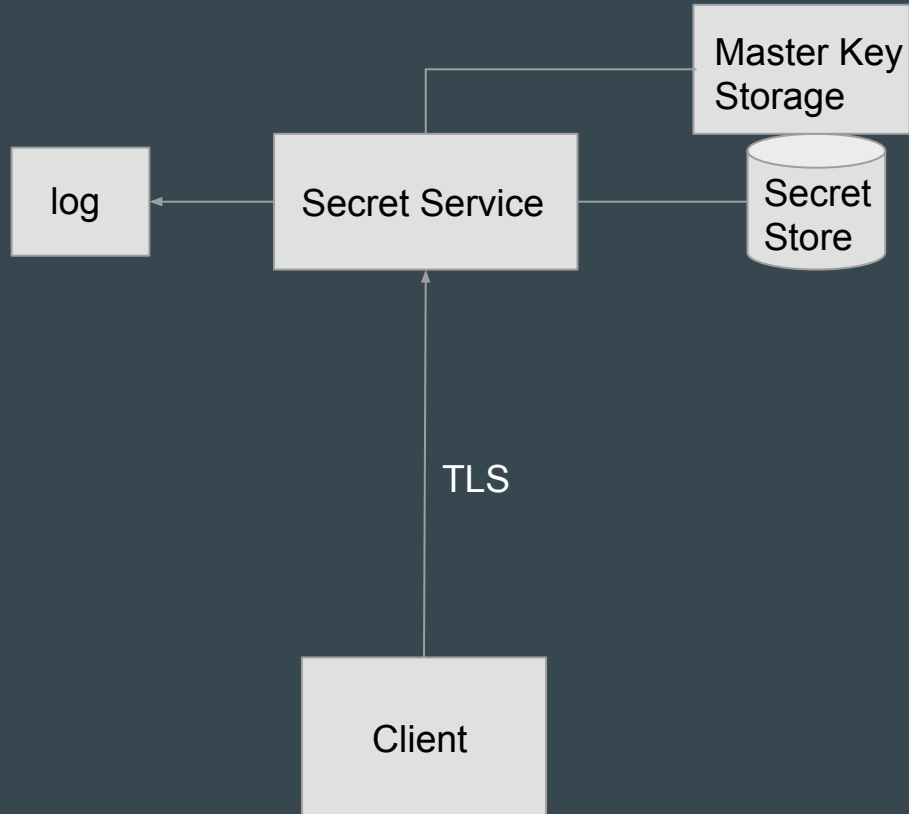 Master Key
Storage
log
Secret Service
Secret
Store
TLS
Client